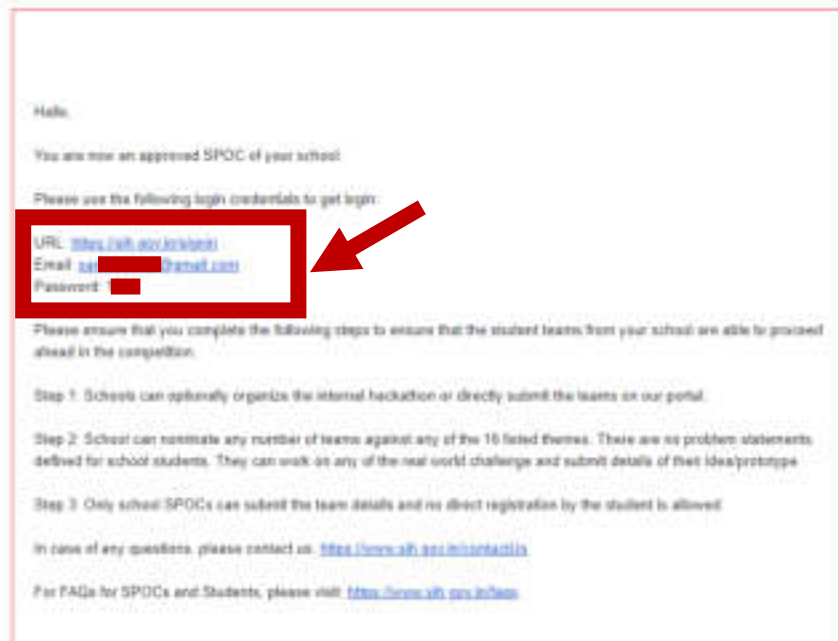 Hello,
You are now an approved SPOC of your school.
Please use the following login credentials to get login:
URL: https://sih.gov.in/signin
Email: sa @gmail.com
Password: 1
Please ensure that you complete the following steps to ensure that the student teams from your school are able to proceed
ahead in the competition.
Step 1: Schools can optionally organize the internal hackathon or directly submit the teams on our portal.
Step 2: School can nominate any number of teams against any of the 16 listed themes. There are no problem statements
defined for school students. They can work on any of the real world challenge and submit details of their Idea/prototype
Step 3: Only school SPOCs can submit the team details and no direct registration by the student is allowed.
In case of any questions, please contact us: https://www.sih.gov.in/contactUs
For FAQs for SPOCs and Students, please visit: https://www.sih.gov.in/faqs